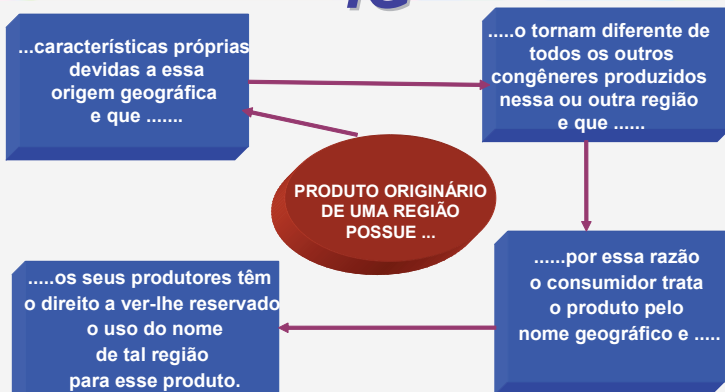 IG
PRODUTO ORIGINÁRIO
DE UMA REGIÃO
POSSUE ...
...características próprias
devidas a essa
origem geográfica
e que .......
.....o tornam diferente de
todos os outros
congêneres produzidos
nessa ou outra região
e que ......
......por essa razão
o consumidor trata
o produto pelo
nome geográfico e .....
.....os seus produtores têm
o direito a ver-lhe reservado
o uso do nome
de tal região
para esse produto.